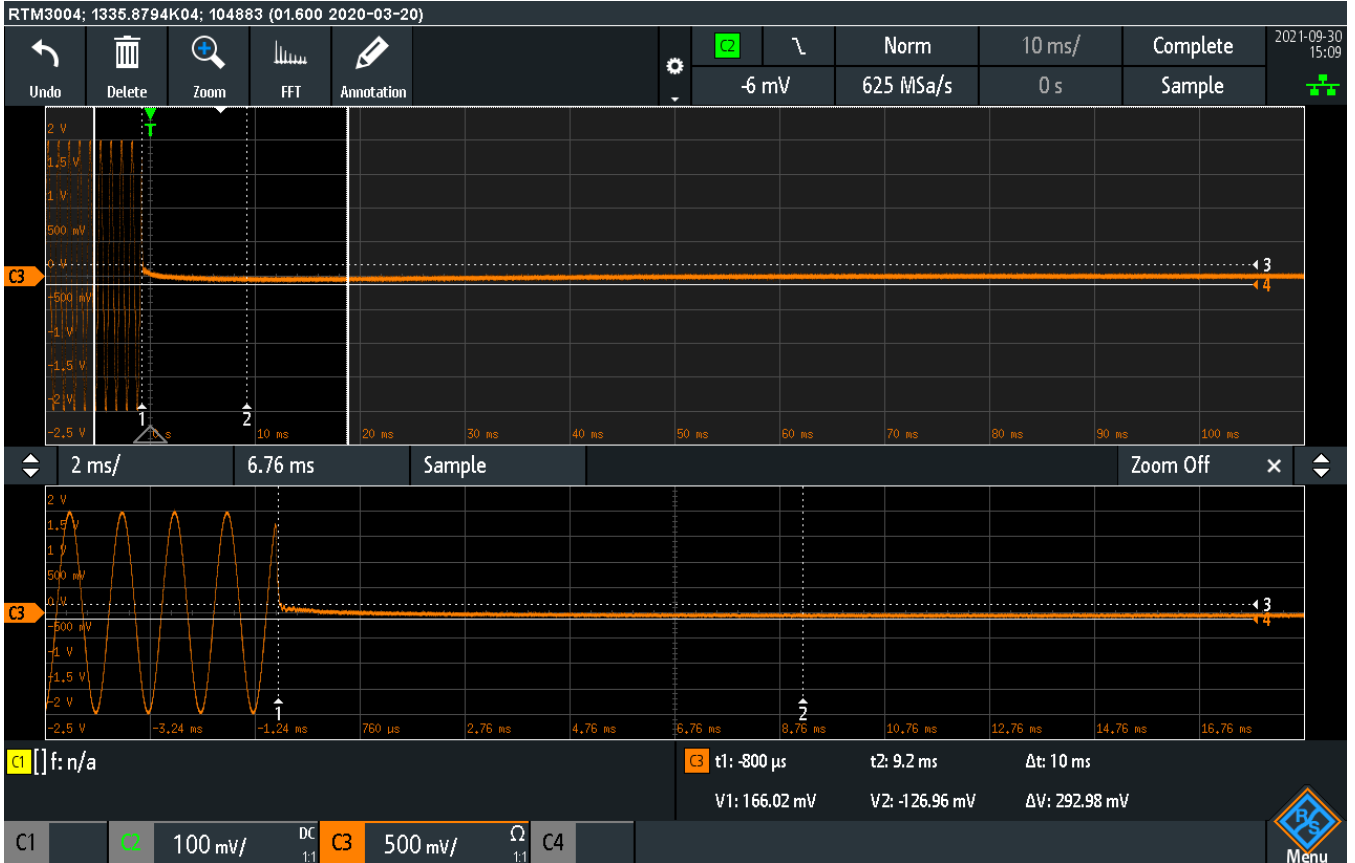 RTM3004; 1335.8794K04; 104883 (01.600 2020-03-20)
Undo Delete Zoom FFT Annotation
C2 Norm 10 ms/ Complete 2021-09-30
15:09
-6 mV 625 MSa/s 0 s Sample
T
2 V
1.5 V
1 V
500 mV
0 V
C3
3
4
-500 mV
-1 V
-1.5 V
-2 V
1 2
-2.5 V 0 s 10 ms 20 ms 30 ms 40 ms 50 ms 60 ms 70 ms 80 ms 90 ms 100 ms
2 ms/ 6.76 ms Sample Zoom Off ×
2 V
1.5 V
1 V
500 mV
0 V
C3
3
4
-500 mV
-1 V
-1.5 V
-2 V
1 2
-2.5 V -3.24 ms -1.24 ms 760 µs 2.76 ms 4.76 ms 6.76 ms 8.76 ms 10.76 ms 12.76 ms 14.76 ms 16.76 ms
C1 [] f: n/a
C3 t1: -800 µs t2: 9.2 ms Δt: 10 ms
V1: 166.02 mV V2: -126.96 mV ΔV: 292.98 mV
C1 C2 100 mV/ DC 1:1 C3 500 mV/ Ω 1:1 C4
R&S
Menu